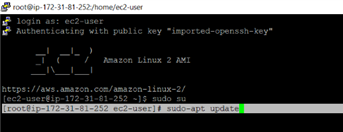 root@ip-172-31-81-252:/home/ec2-user
login as: ec2-user
Authenticating with public key "imported-openssh-key"
__|  __|_  )
_|  (     /   Amazon Linux 2 AMI
___|\___|___|
https://aws.amazon.com/amazon-linux-2/
[ec2-user@ip-172-31-81-252 ~]$ sudo su
[root@ip-172-31-81-252 ec2-user]# sudo-apt update